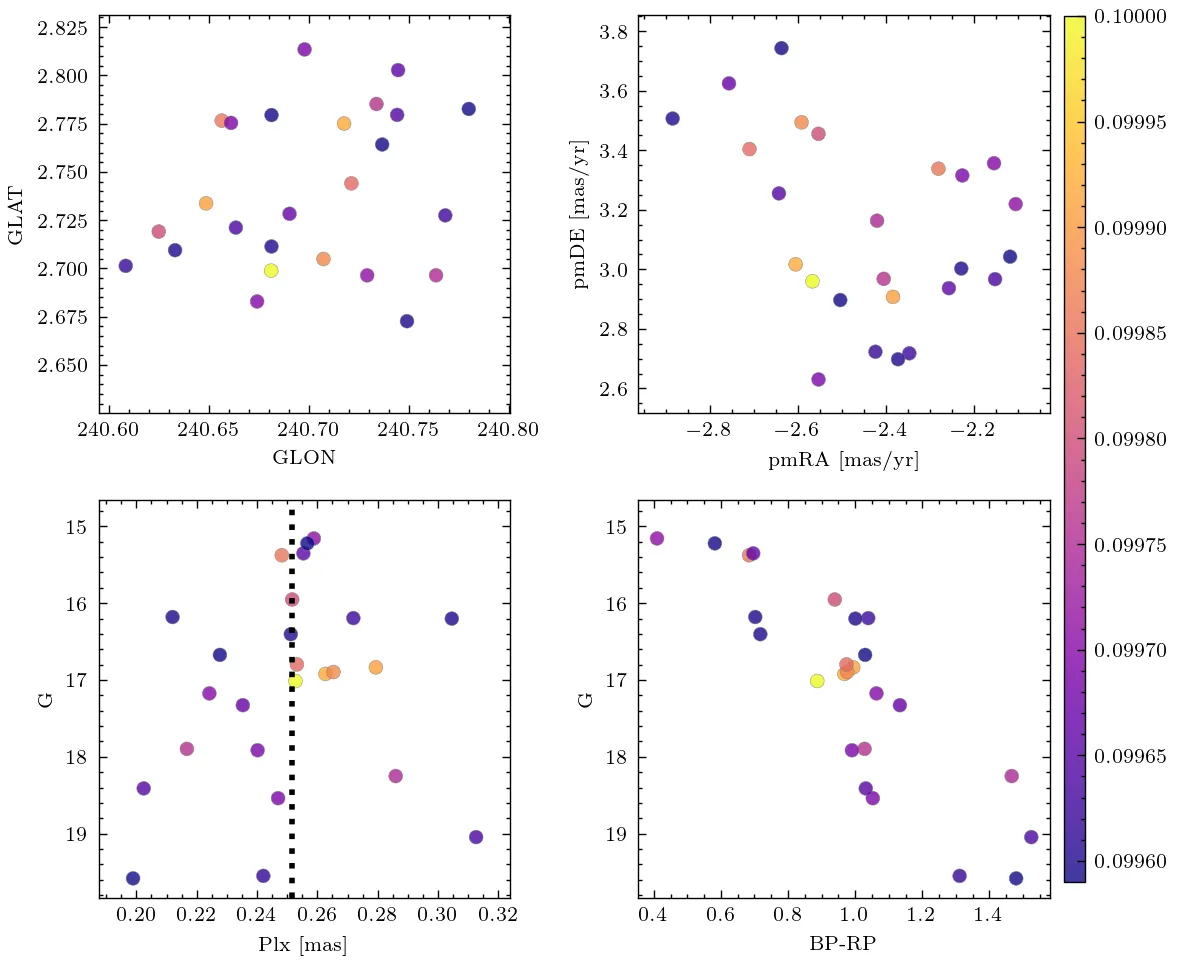 2.825
2.800
2.775
2.750
2.725
2.700
2.675
2.650
GLAT
240.60 240.65 240.70 240.75 240.80
GLON
3.8
3.6
3.4
3.2
3.0
2.8
2.6
pmDE [mas/yr]
−2.8 −2.6 −2.4 −2.2
pmRA [mas/yr]
0.10000
0.09995
0.09990
0.09985
0.09980
0.09975
0.09970
0.09965
0.09960
15
16
17
18
19
G
0.20 0.22 0.24 0.26 0.28 0.30 0.32
Plx [mas]
15
16
17
18
19
G
0.4 0.6 0.8 1.0 1.2 1.4
BP-RP